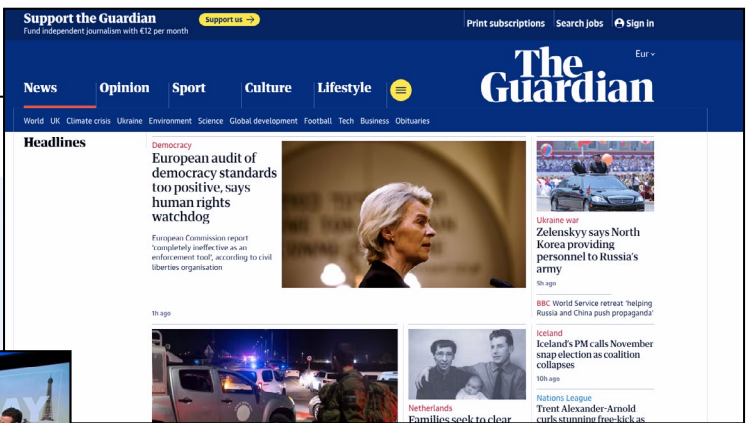 Support the Guardian
Fund independent journalism with €12 per month
Support us →
Print subscriptions
Search jobs
Sign in
Eur
The
Guardian
News
Opinion
Sport
Culture
Lifestyle
World UK Climate crisis Ukraine Environment Science Global development Football Tech Business Obituaries
Headlines
Democracy
European audit of
democracy standards
too positive, says
human rights
watchdog
European Commission report
'completely ineffective as an
enforcement tool', according to civil
liberties organisation
1h ago
Ukraine war
Zelenskyy says North
Korea providing
personnel to Russia's
army
5h ago
BBC World Service retreat 'helping
Russia and China push propaganda'
Iceland
Iceland's PM calls November
snap election as coalition
collapses
10h ago
Nations League
Trent Alexander-Arnold
curls stunning free-kick as
Netherlands
Families seek to clear